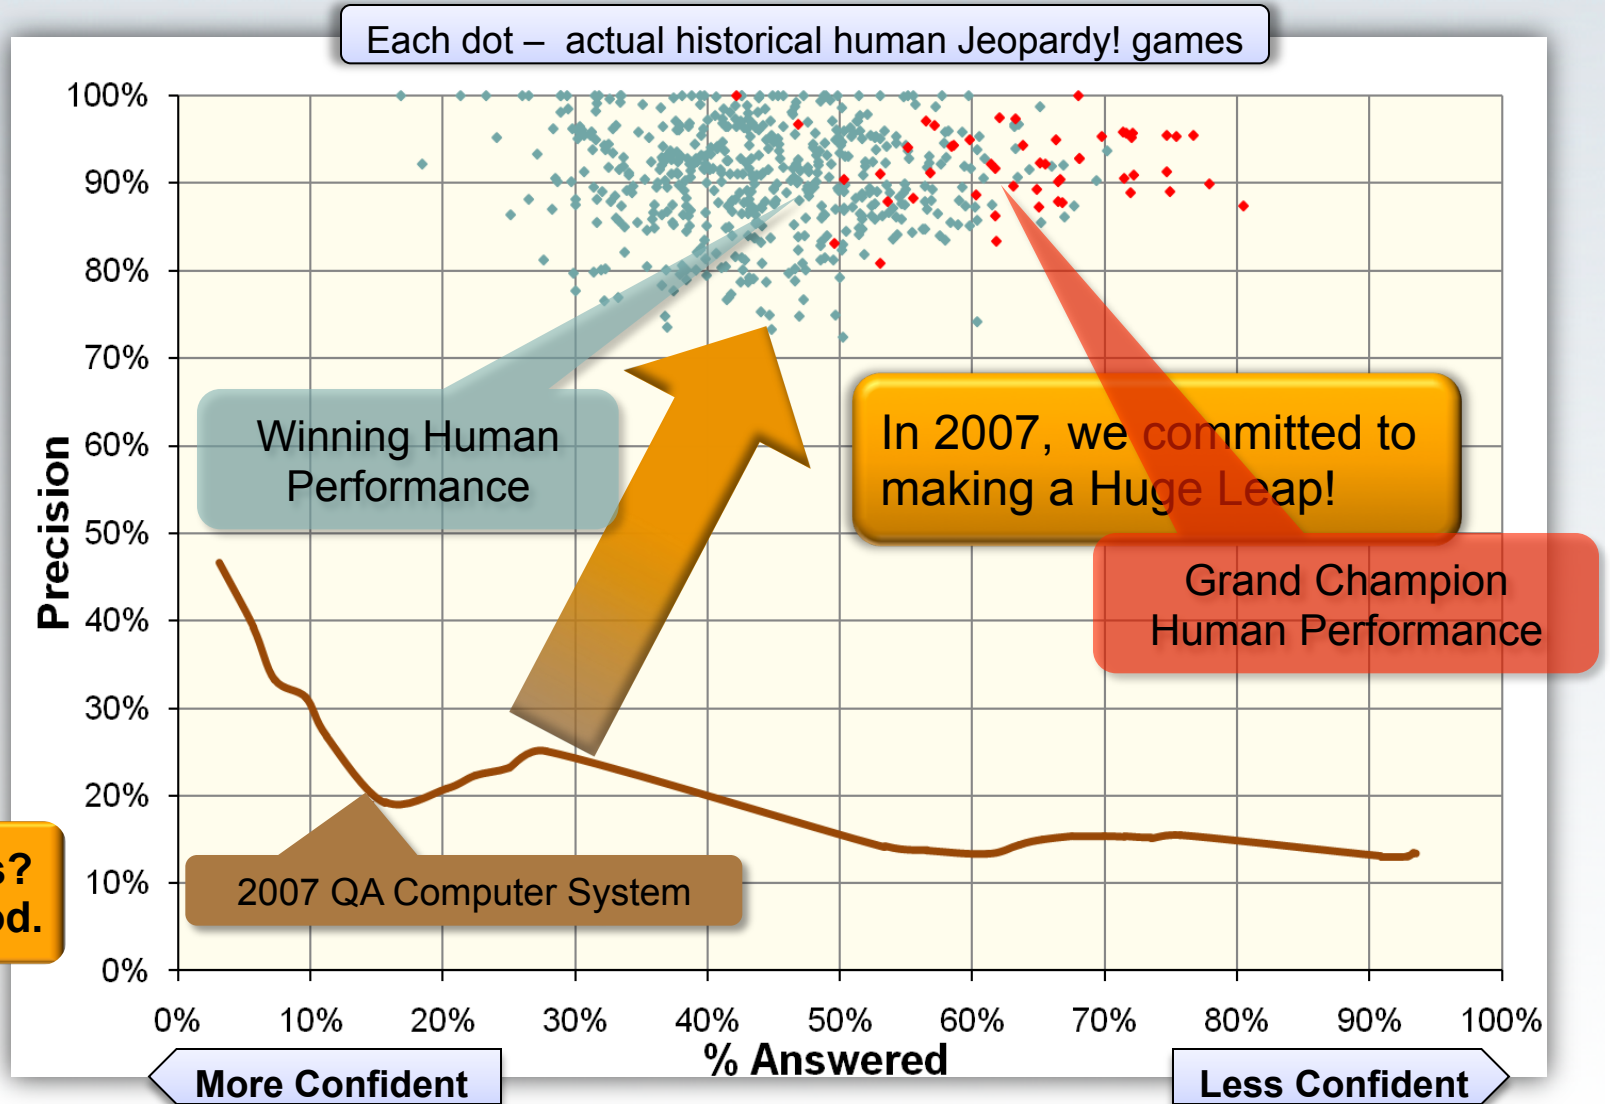 Each dot – actual historical human Jeopardy! games
100%
90%
80%
70%
60%
50%
40%
30%
20%
10%
0%
Precision
Winning Human
Performance
In 2007, we committed to
making a Huge Leap!
Grand Champion
Human Performance
2007 QA Computer System
s?
od.
0% 10% 20% 30% 40% 50% 60% 70% 80% 90% 100%
% Answered
More Confident
Less Confident